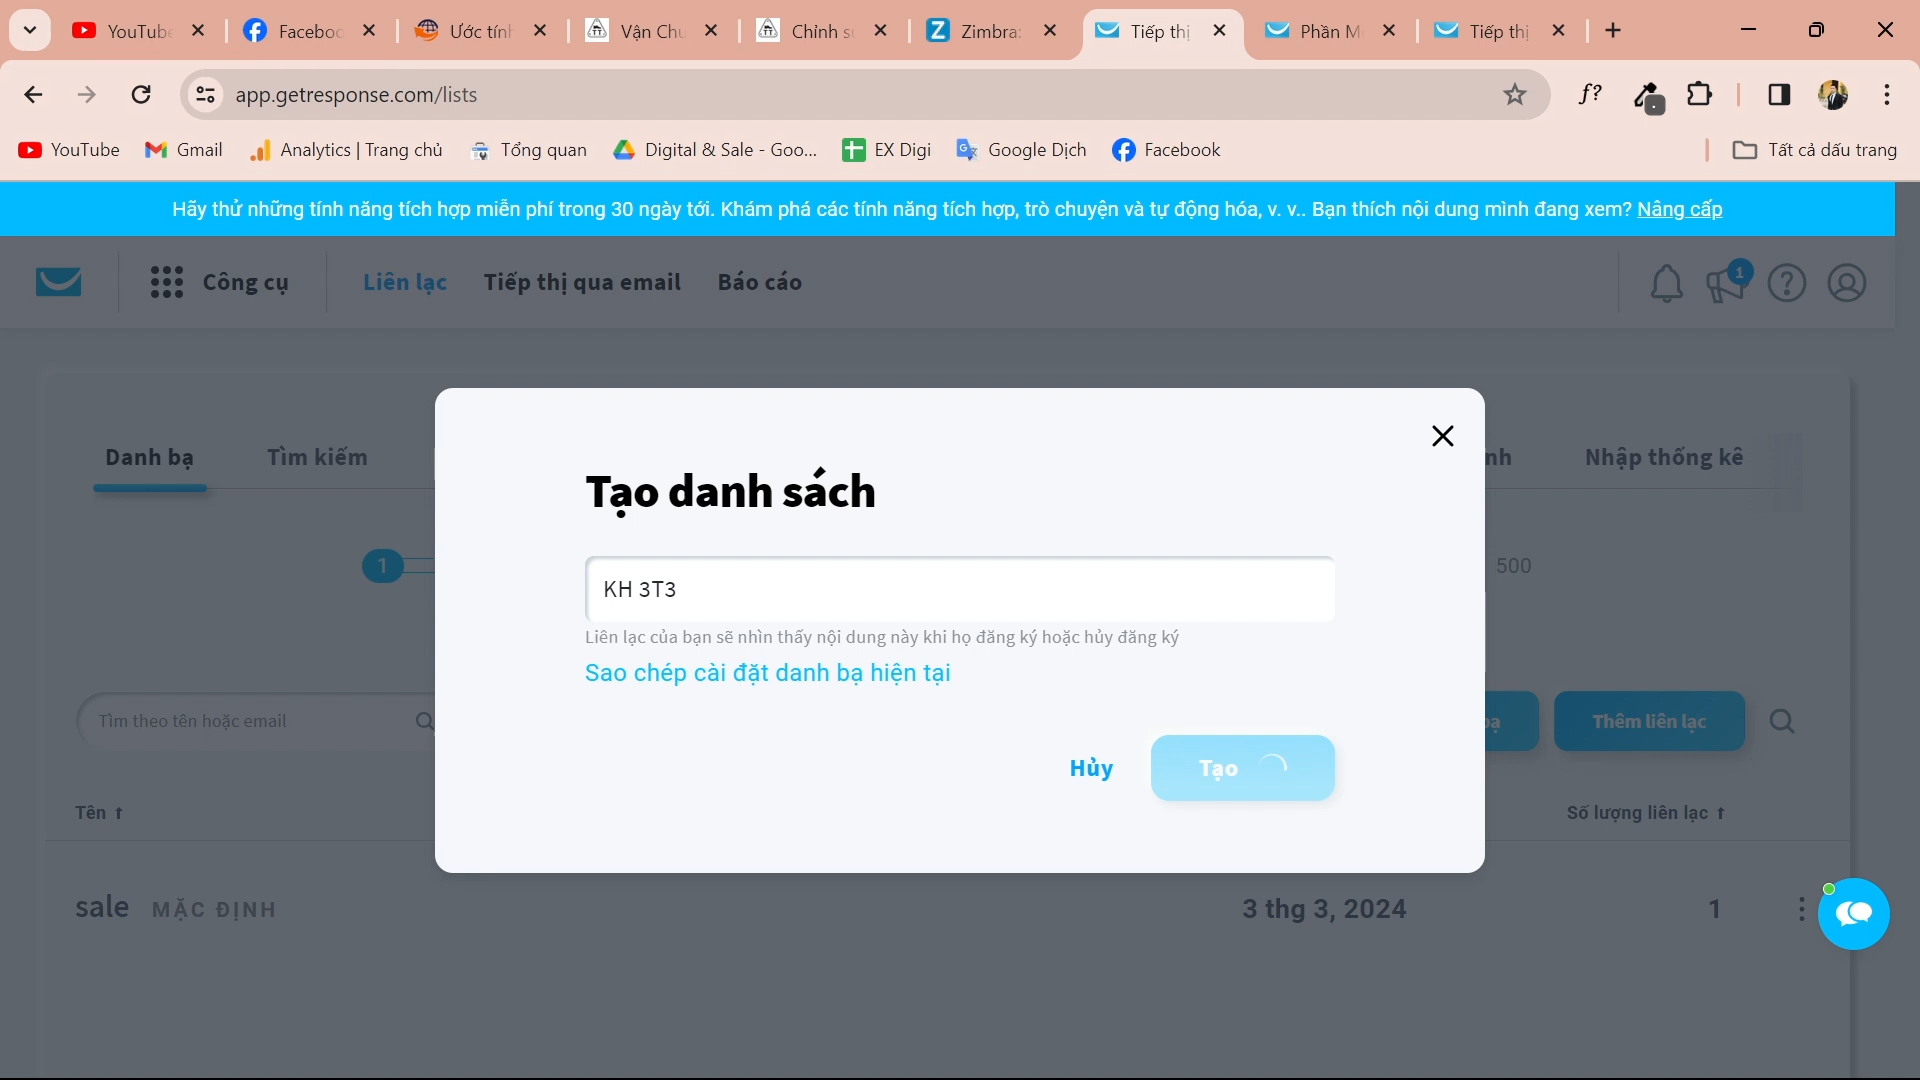 YouTube
Faceboo
Ước tính
Vận Chu
Chỉnh s
Zimbra:
Tiếp thị
Phần M
Tiếp thị
app.getresponse.com/lists
f?
YouTube
Gmail
Analytics | Trang chủ
Tổng quan
Digital & Sale - Goo...
EX Digi
Google Dịch
Facebook
Tất cả dấu trang
Hãy thử những tính năng tích hợp miễn phí trong 30 ngày tới. Khám phá các tính năng tích hợp, trò chuyện và tự động hóa, v. v.. Bạn thích nội dung mình đang xem? Nâng cấp
Công cụ
Liên lạc
Tiếp thị qua email
Báo cáo
1
Danh bạ
Tìm kiếm
nh
Nhập thống kê
Tạo danh sách
1
500
KH 3T3
Liên lạc của bạn sẽ nhìn thấy nội dung này khi họ đăng ký hoặc hủy đăng ký
Sao chép cài đặt danh bạ hiện tại
Tìm theo tên hoặc email
ạ
Thêm liên lạc
Hủy
Tạo
Tên ↑
Số lượng liên lạc ↑
sale MẶC ĐỊNH
3 thg 3, 2024
1